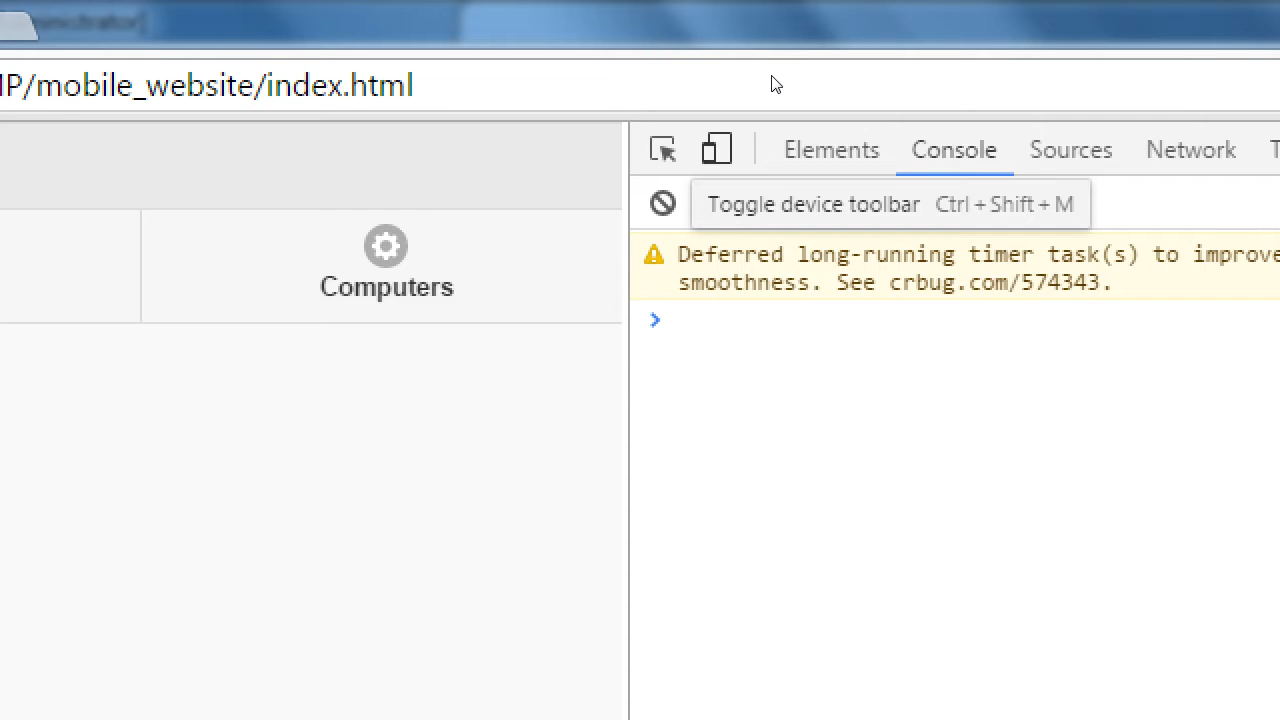 IP/mobile_website/index.html
Elements Console Sources Network T
Toggle device toolbar Ctrl + Shift + M
Computers
Deferred long-running timer task(s) to improve
smoothness. See crbug.com/574343.